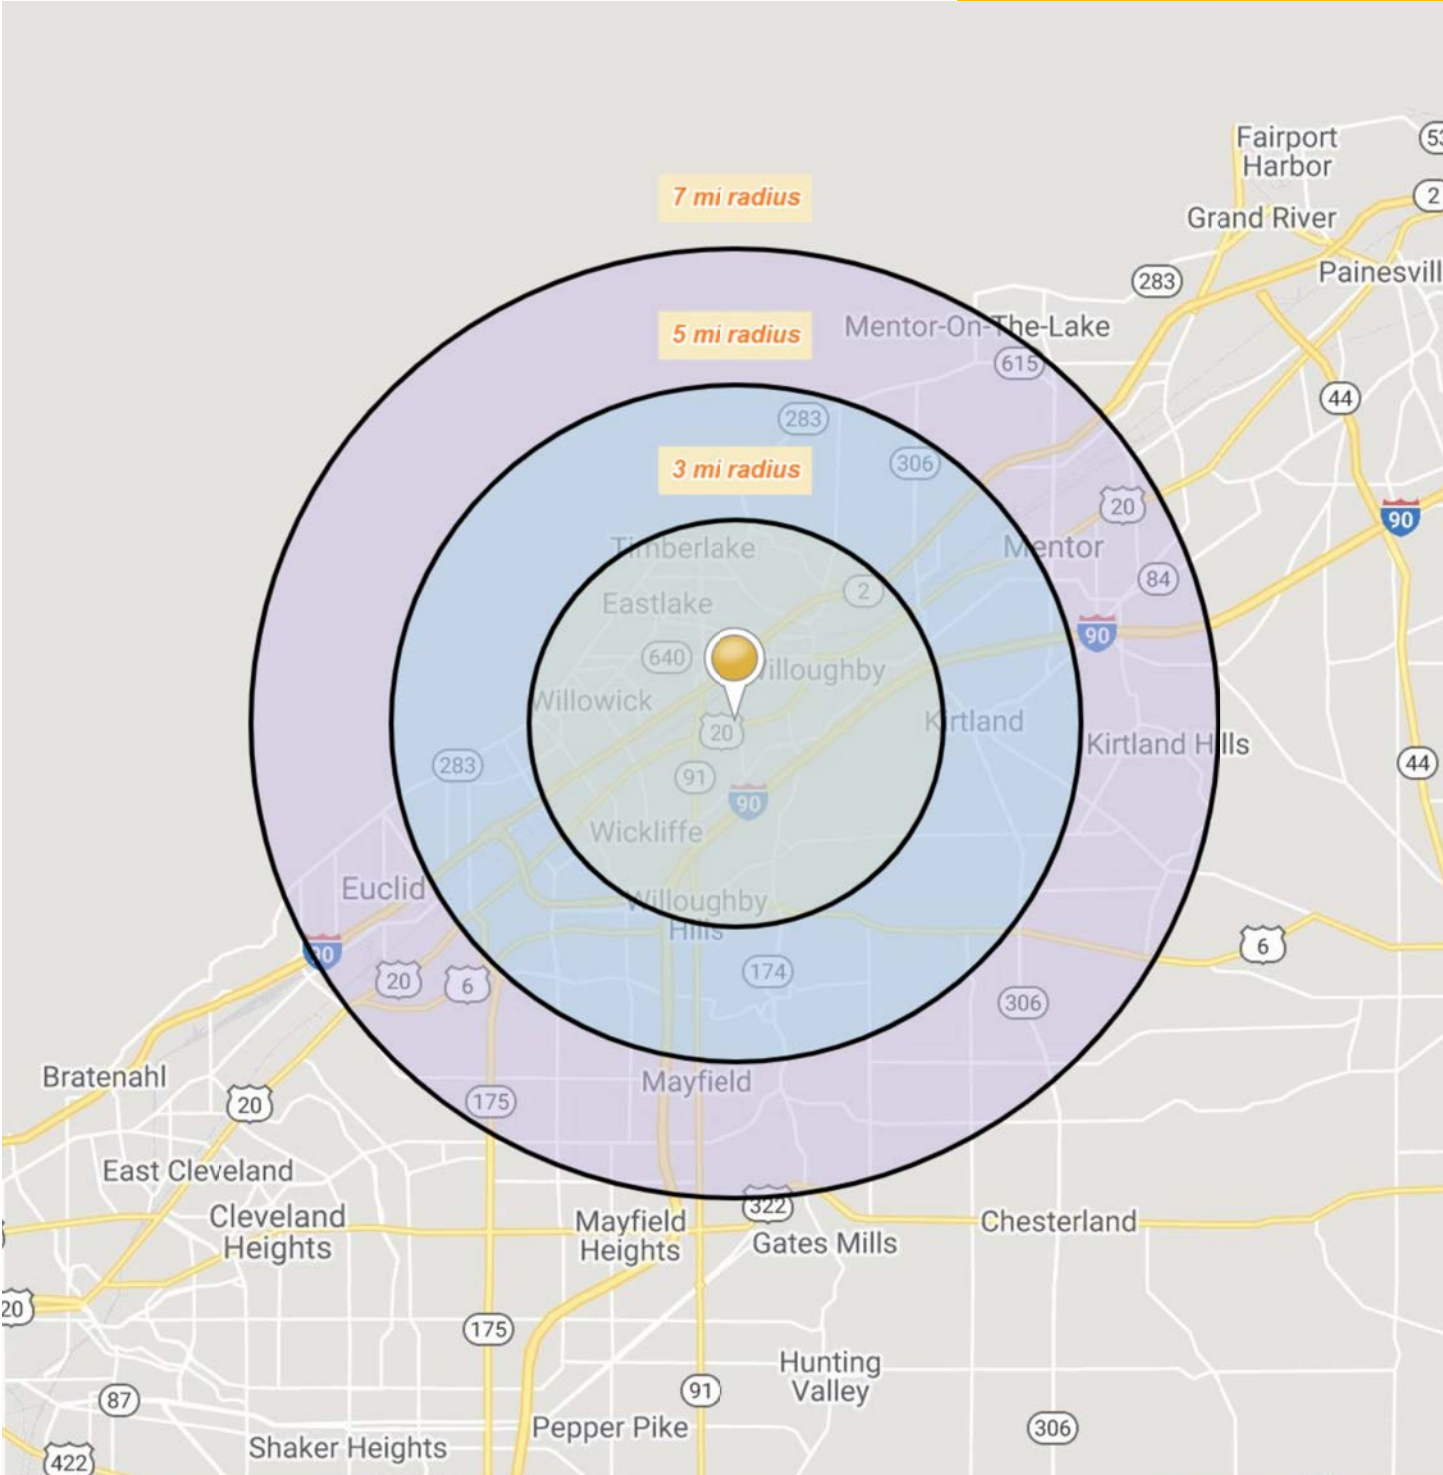 Fairport
Harbor
53
2
7 mi radius
Grand River
283
Painesvill
5 mi radius
Mentor-On-The-Lake
615
44
283
3 mi radius
306
20
90
Timberlake
Mentor
84
2
Eastlake
90
640
Willoughby
Willowick
20
Kirtland
Kirtland Hills
283
91
44
90
Wickliffe
Euclid
Willoughby
Hills
90
6
20
6
174
306
Bratenahl
Mayfield
20
175
East Cleveland
322
Cleveland
Heights
Mayfield
Heights
Chesterland
Gates Mills
20
175
Hunting
Valley
91
87
Pepper Pike
306
Shaker Heights
422